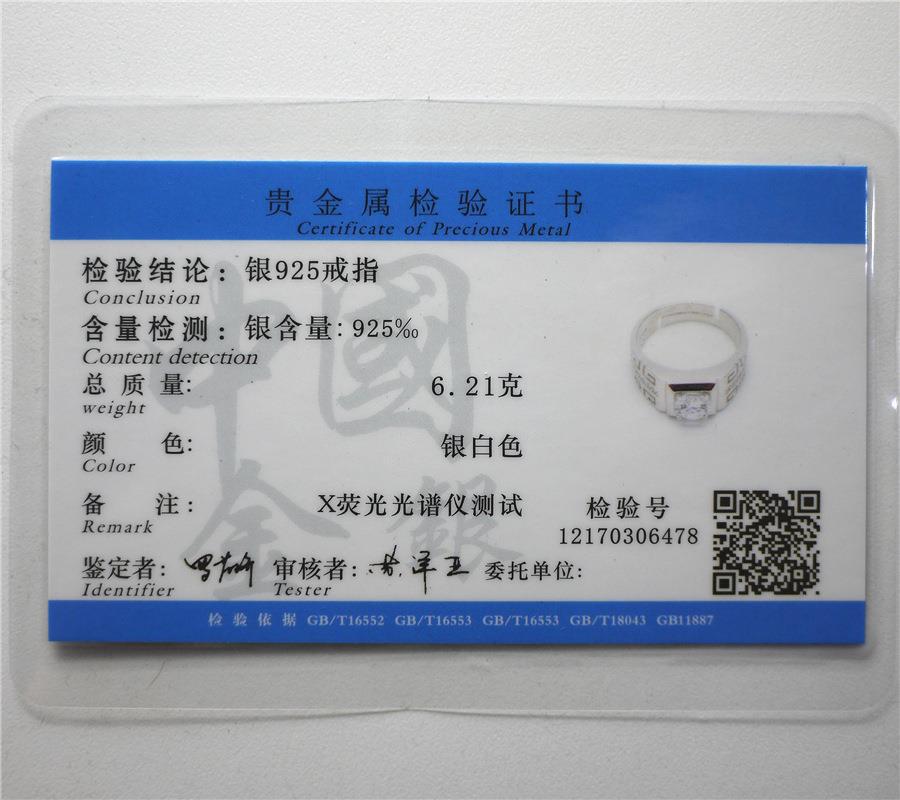 贵金属检验证书
Certificate of Precious Metal
检验结论：银925戒指
Conclusion
含量检测：银含量：925‰
Content detection
总质量： 6.21克
weight
颜色： 银白色
Color
备注： X荧光光谱仪测试
Remark
检验号
12170306478
鉴定者： 审核者： 委托单位：
Identifier Tester
检验依据 GB/T16552 GB/T16553 GB/T16553 GB/T18043 GB11887
中國
金銀